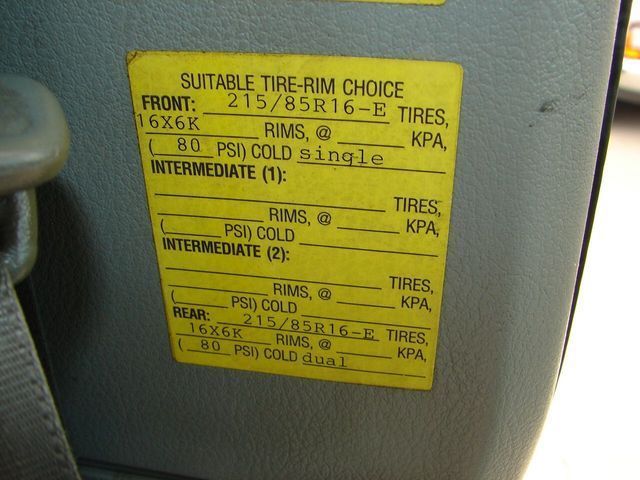 SUITABLE TIRE-RIM CHOICE
FRONT: 215/85R16-E TIRES,
16X6K RIMS, @ KPA,
( 80 PSI) COLD single
INTERMEDIATE (1):
TIRES,
RIMS, @ KPA,
( PSI) COLD
INTERMEDIATE (2):
TIRES,
RIMS, @ KPA,
( PSI) COLD
REAR: 215/85R16-E TIRES,
16X6K RIMS, @ KPA,
( 80 PSI) COLD dual